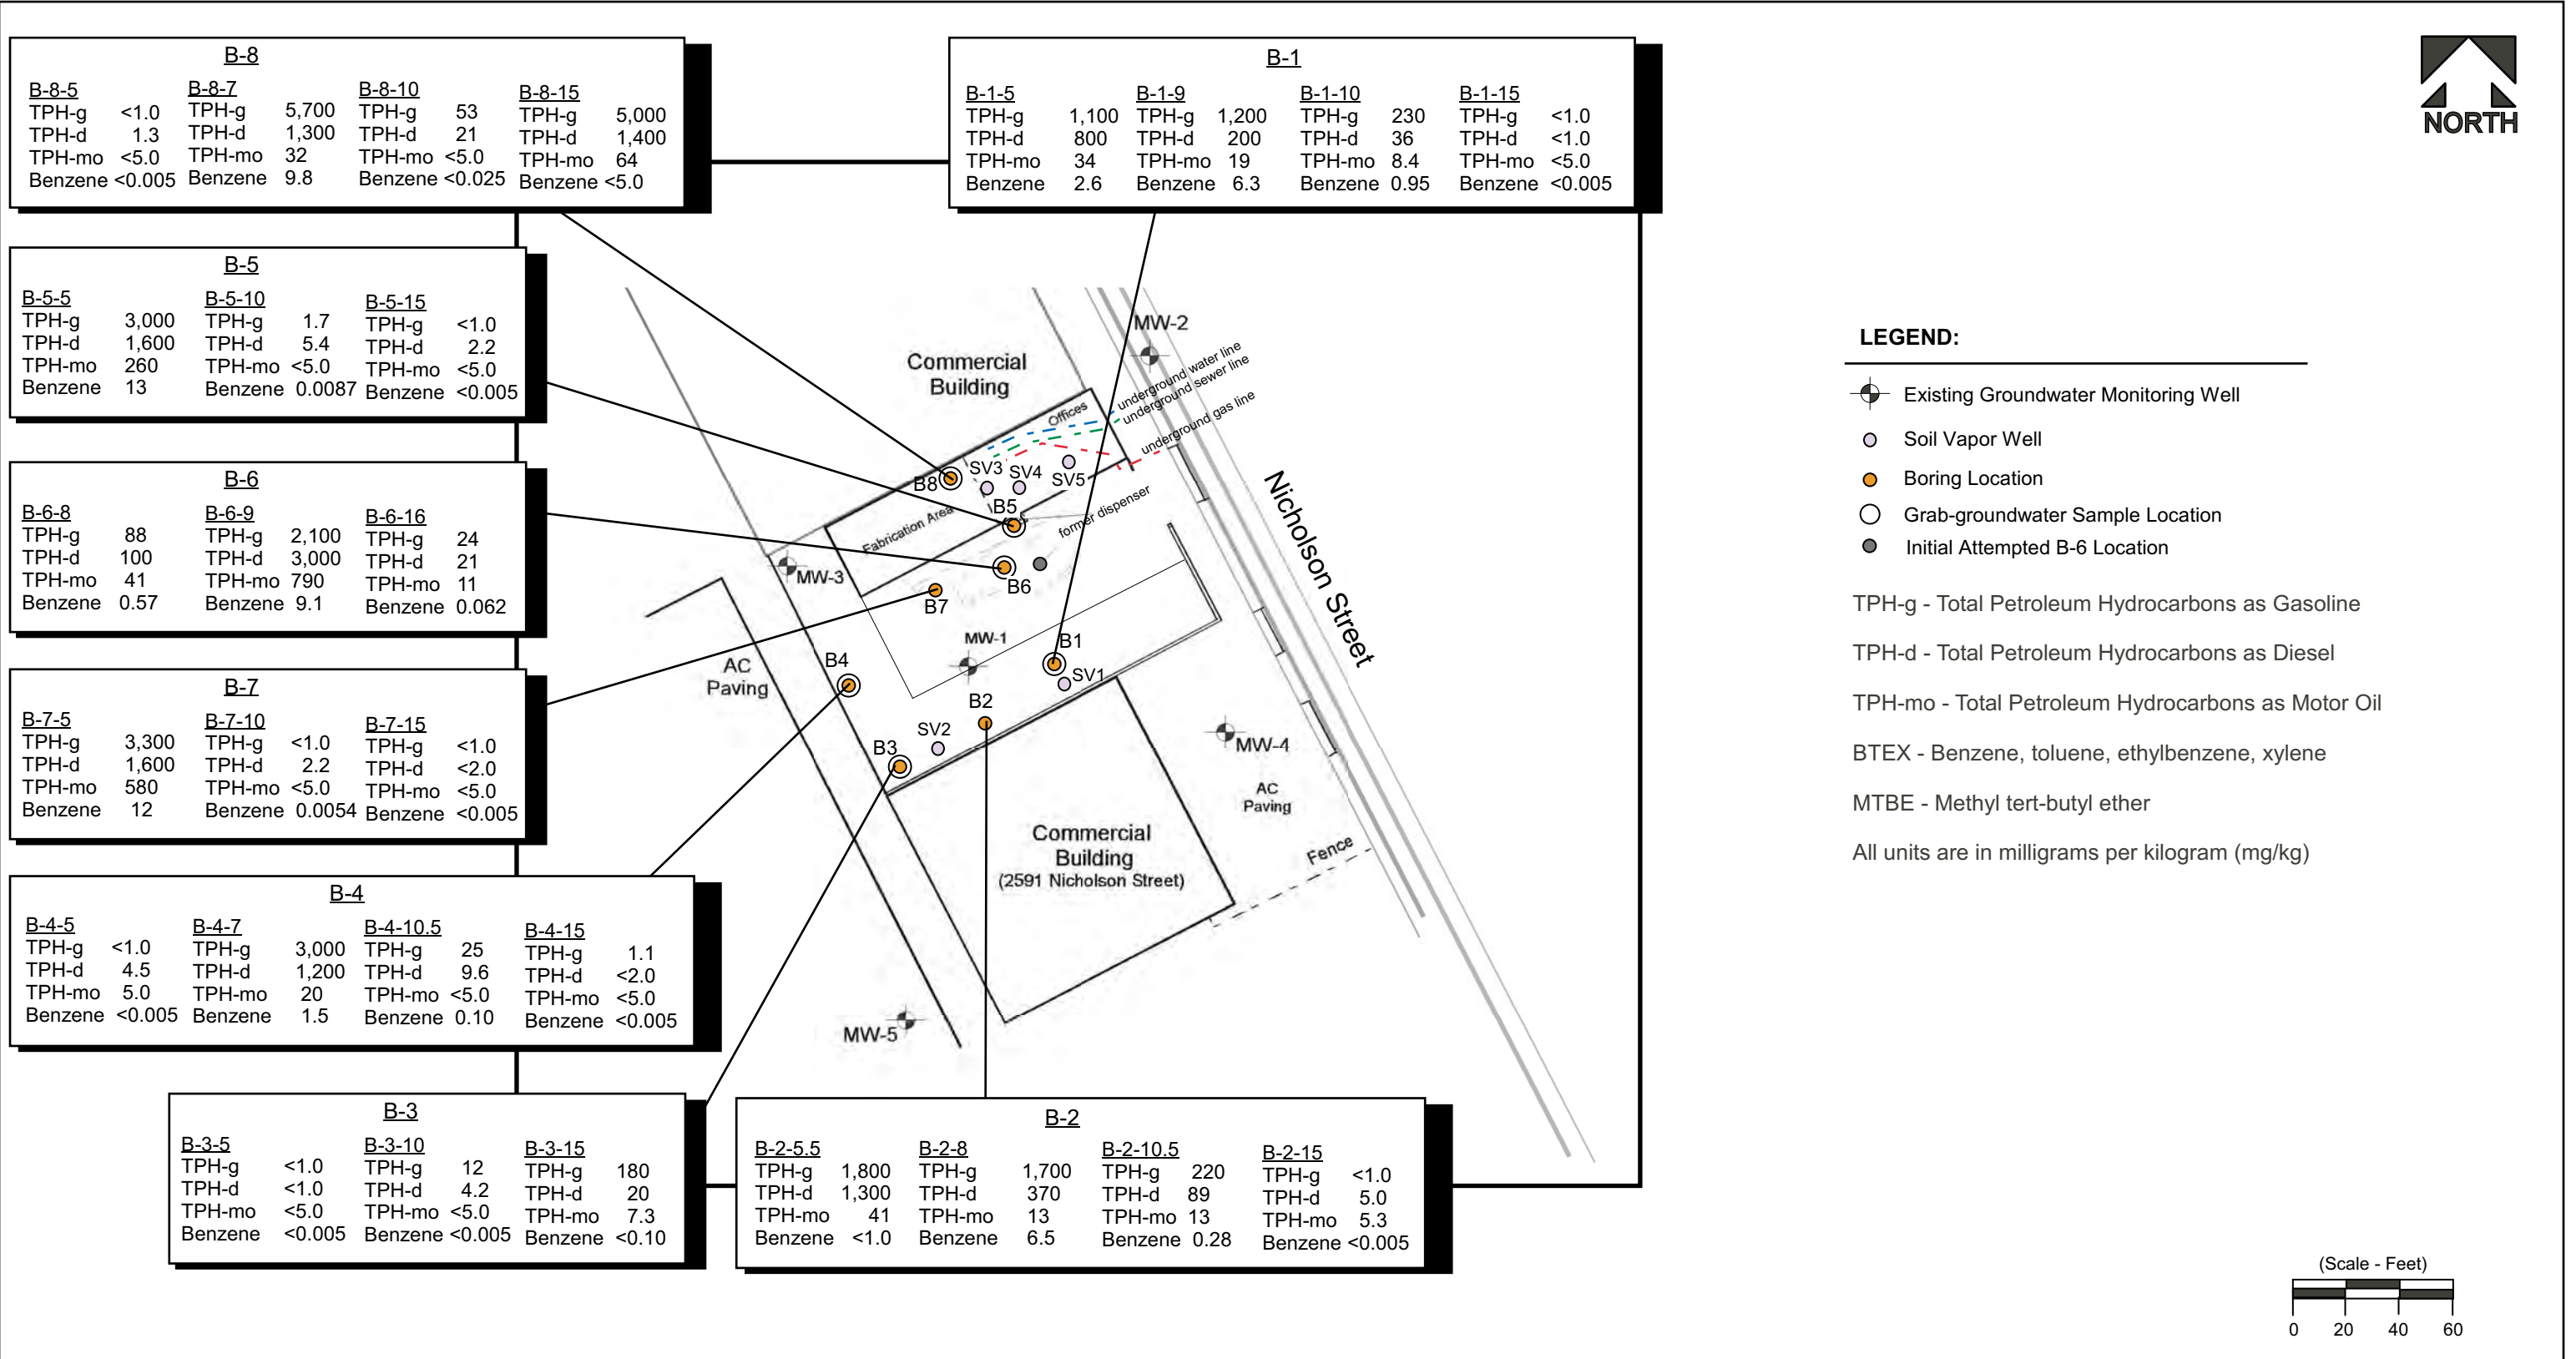 B-8
B-8-5 B-8-7 B-8-10 B-8-15
TPH-g <1.0 TPH-g 5,700 TPH-g 53 TPH-g 5,000
TPH-d 1.3 TPH-d 1,300 TPH-d 21 TPH-d 1,400
TPH-mo <5.0 TPH-mo 32 TPH-mo <5.0 TPH-mo 64
Benzene <0.005 Benzene 9.8 Benzene <0.025 Benzene <5.0
B-1
B-1-5 B-1-9 B-1-10 B-1-15
TPH-g 1,100 TPH-g 1,200 TPH-g 230 TPH-g <1.0
TPH-d 800 TPH-d 200 TPH-d 36 TPH-d <1.0
TPH-mo 34 TPH-mo 19 TPH-mo 8.4 TPH-mo <5.0
Benzene 2.6 Benzene 6.3 Benzene 0.95 Benzene <0.005
NORTH
B-5
B-5-5 B-5-10 B-5-15
TPH-g 3,000 TPH-g 1.7 TPH-g <1.0
TPH-d 1,600 TPH-d 5.4 TPH-d 2.2
TPH-mo 260 TPH-mo <5.0 TPH-mo <5.0
Benzene 13 Benzene 0.0087 Benzene <0.005
B-6
B-6-8 B-6-9 B-6-16
TPH-g 88 TPH-g 2,100 TPH-g 24
TPH-d 100 TPH-d 3,000 TPH-d 21
TPH-mo 41 TPH-mo 790 TPH-mo 11
Benzene 0.57 Benzene 9.1 Benzene 0.062
B-7
B-7-5 B-7-10 B-7-15
TPH-g 3,300 TPH-g <1.0 TPH-g <1.0
TPH-d 1,600 TPH-d 2.2 TPH-d <2.0
TPH-mo 580 TPH-mo <5.0 TPH-mo <5.0
Benzene 12 Benzene 0.0054 Benzene <0.005
B-4
B-4-5 B-4-7 B-4-10.5 B-4-15
TPH-g <1.0 TPH-g 3,000 TPH-g 25 TPH-g 1.1
TPH-d 4.5 TPH-d 1,200 TPH-d 9.6 TPH-d <2.0
TPH-mo 5.0 TPH-mo 20 TPH-mo <5.0 TPH-mo <5.0
Benzene <0.005 Benzene 1.5 Benzene 0.10 Benzene <0.005
B-3
B-3-5 B-3-10 B-3-15
TPH-g <1.0 TPH-g 12 TPH-g 180
TPH-d <1.0 TPH-d 4.2 TPH-d 20
TPH-mo <5.0 TPH-mo <5.0 TPH-mo 7.3
Benzene <0.005 Benzene <0.005 Benzene <0.10
B-2
B-2-5.5 B-2-8 B-2-10.5 B-2-15
TPH-g 1,800 TPH-g 1,700 TPH-g 220 TPH-g <1.0
TPH-d 1,300 TPH-d 370 TPH-d 89 TPH-d 5.0
TPH-mo 41 TPH-mo 13 TPH-mo 13 TPH-mo 5.3
Benzene <1.0 Benzene 6.5 Benzene 0.28 Benzene <0.005
MW-2
Commercial
Building
underground water line
underground sewer line
underground gas line
Offices
SV3
SV4
SV5
B8
B5
former dispenser
Fabrication Area
MW-3
B6
B7
MW-1
B1
SV1
B4
AC
Paving
B2
SV2
B3
MW-4
AC
Paving
Nicholson Street
Commercial
Building
(2591 Nicholson Street)
Fence
MW-5
LEGEND:
Existing Groundwater Monitoring Well
Soil Vapor Well
Boring Location
Grab-groundwater Sample Location
Initial Attempted B-6 Location
TPH-g - Total Petroleum Hydrocarbons as Gasoline
TPH-d - Total Petroleum Hydrocarbons as Diesel
TPH-mo - Total Petroleum Hydrocarbons as Motor Oil
BTEX - Benzene, toluene, ethylbenzene, xylene
MTBE - Methyl tert-butyl ether
All units are in milligrams per kilogram (mg/kg)
(Scale - Feet)
0 20 40 60